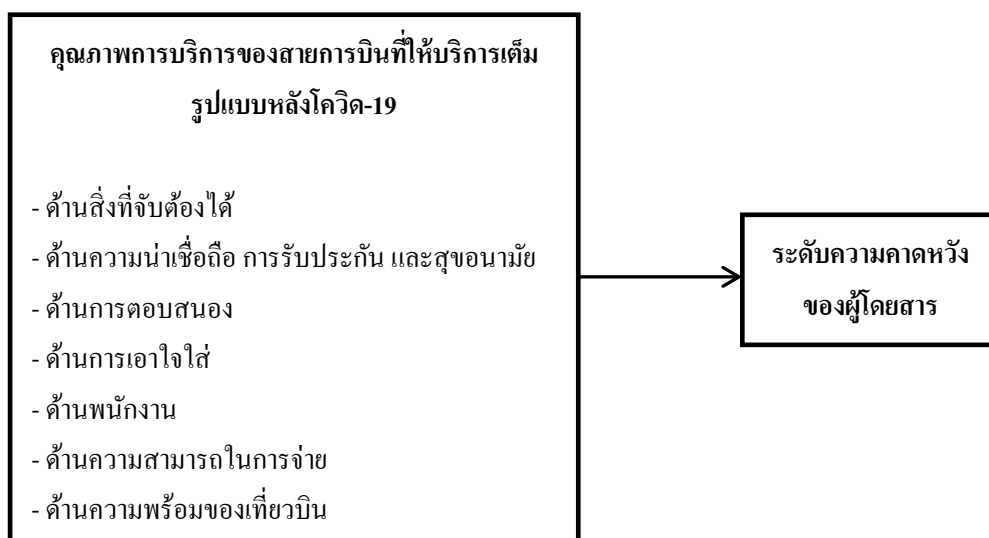 คุณภาพการบริการของสายการบินที่ให้บริการเต็ม
รูปแบบหลังโควิด-19
- ด้านสิ่งที่จับต้องได้
- ด้านความน่าเชื่อถือ การรับประกัน และสุขอนามัย
- ด้านการตอบสนอง
- ด้านการเอาใจใส่
- ด้านพนักงาน
- ด้านความสามารถในการจ่าย
- ด้านความพร้อมของเที่ยวบิน
ระดับความคาดหวัง
ของผู้โดยสาร